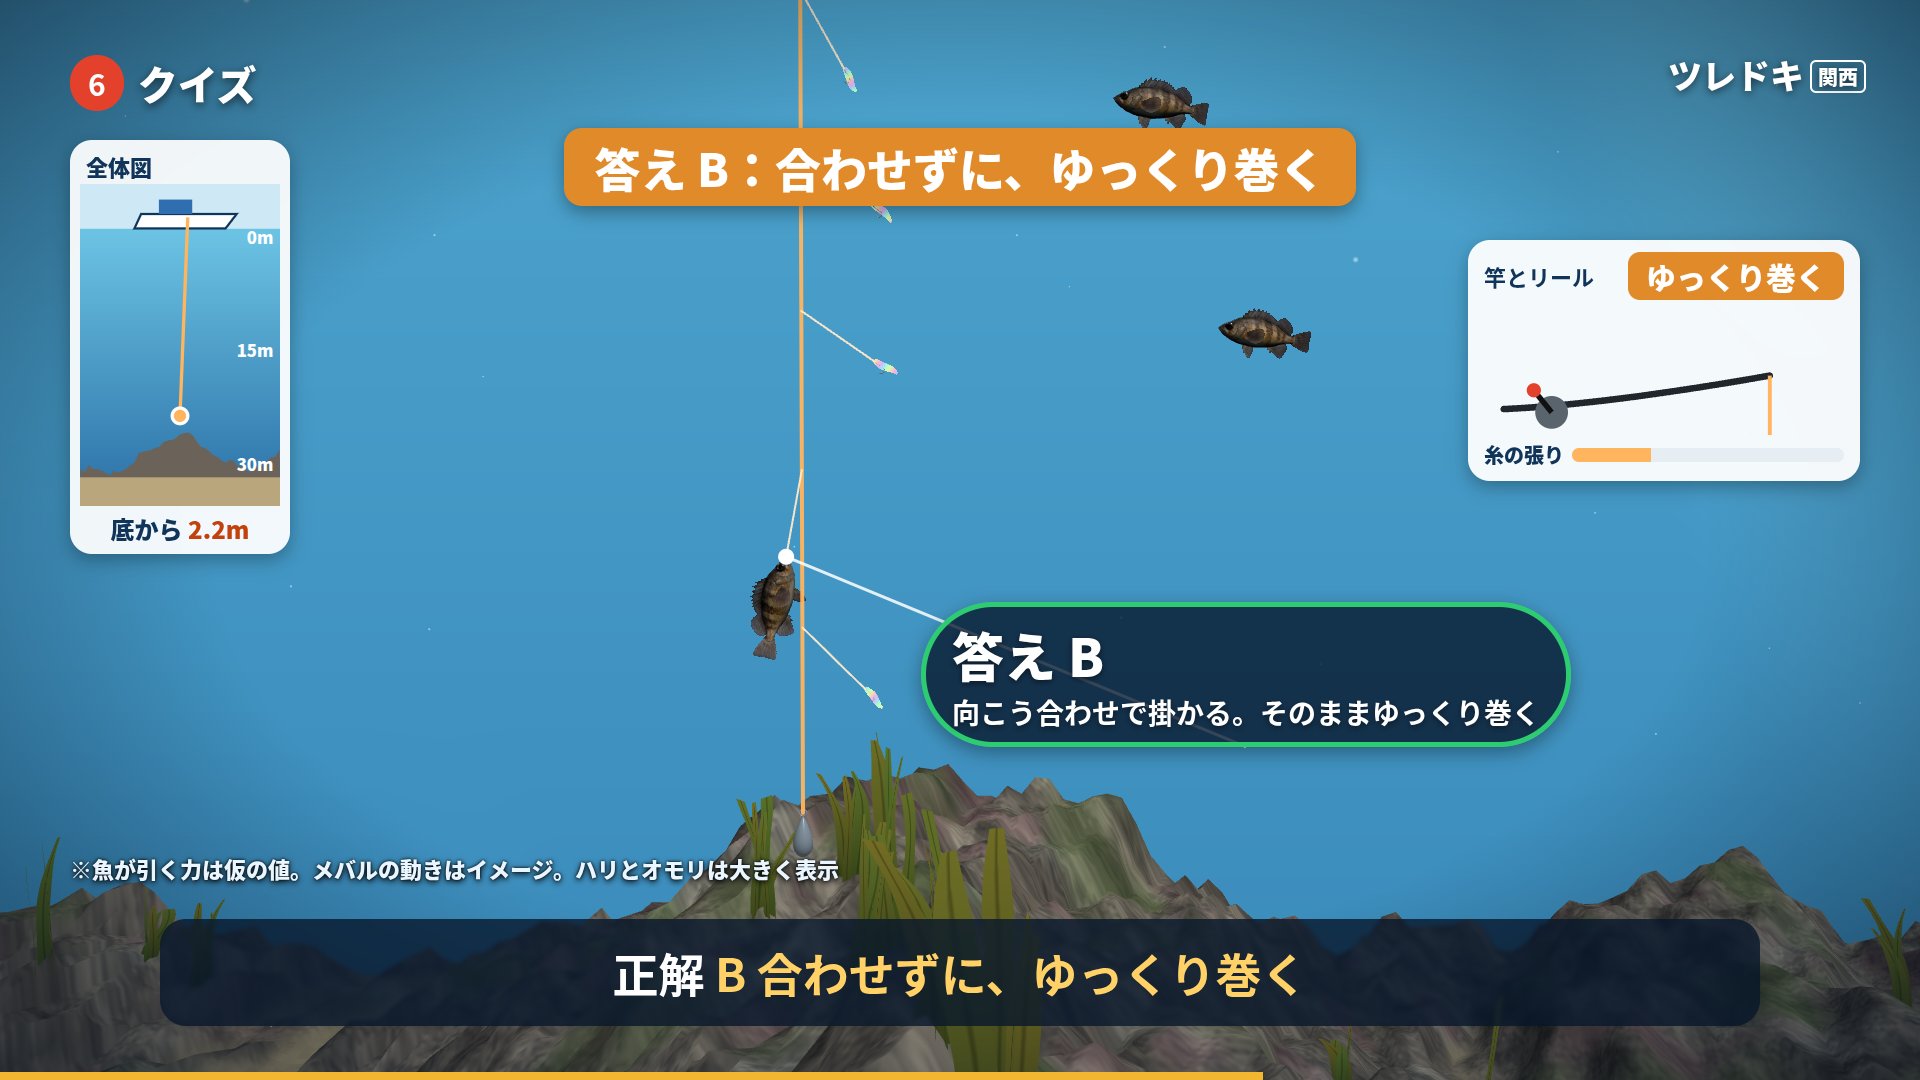 6 クイズ
ツレドキ 関西
答え B：合わせずに、ゆっくり巻く
全体図
0m
15m
30m
底から 2.2m
竿とリール
ゆっくり巻く
糸の張り
答え B
向こう合わせで掛かる。そのままゆっくり巻く
※魚が引く力は仮の値。メバルの動きはイメージ。ハリとオモリは大きく表示
正解 B 合わせずに、ゆっくり巻く